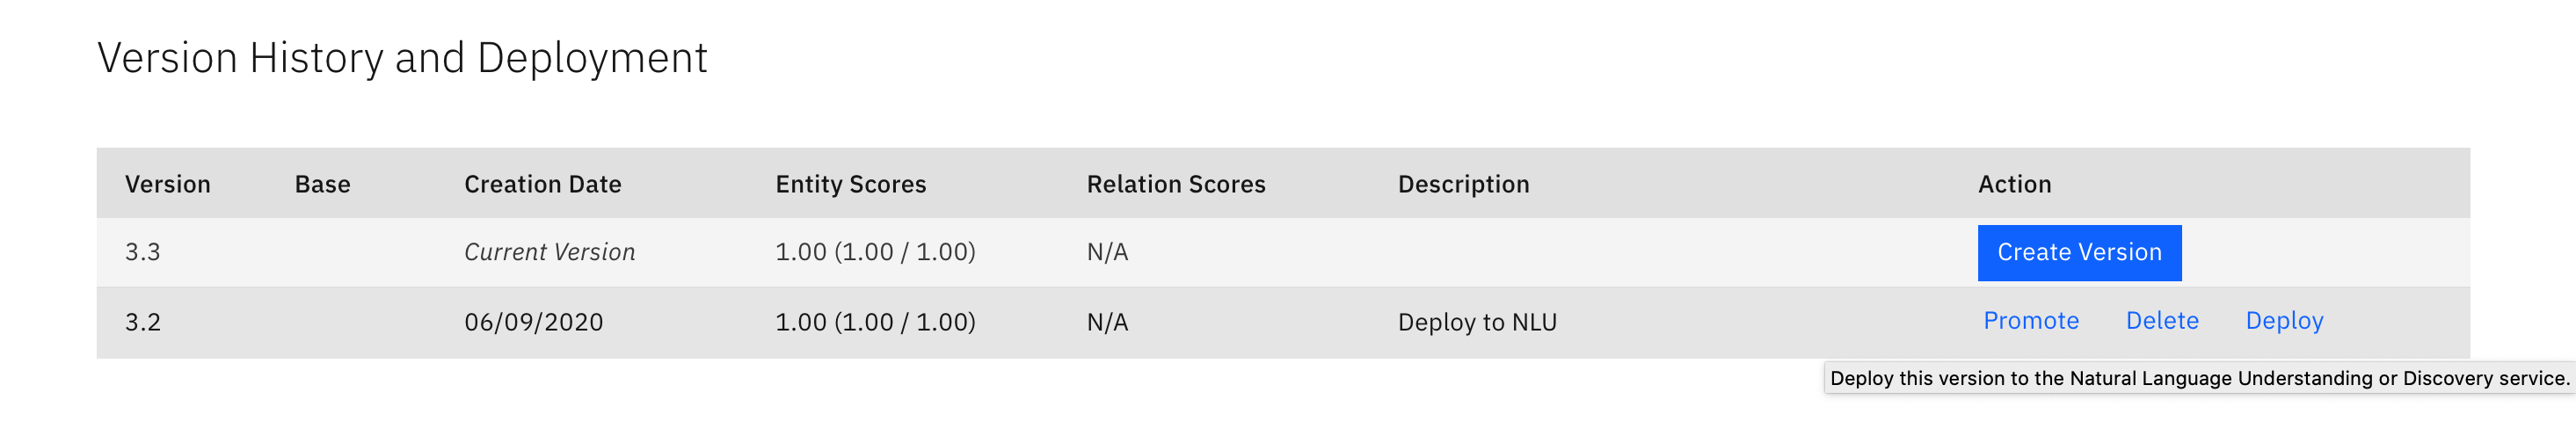 Version History and Deployment
Version Base Creation Date Entity Scores Relation Scores Description Action
3.3 Current Version 1.00 (1.00 / 1.00) N/A Create Version
3.2 06/09/2020 1.00 (1.00 / 1.00) N/A Deploy to NLU Promote Delete Deploy
Deploy this version to the Natural Language Understanding or Discovery service.